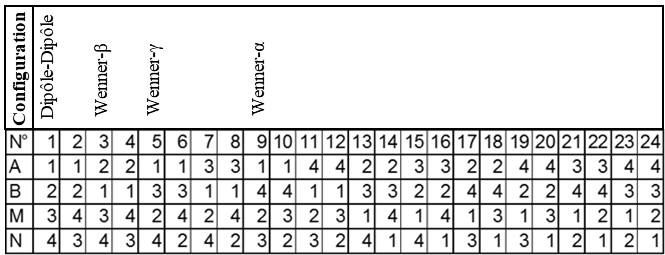 Configuration Dipôle-Dipôle Wenner-β Wenner-γ Wenner-α
N° 1 2 3 4 5 6 7 8 9 10 11 12 13 14 15 16 17 18 19 20 21 22 23 24
A 1 1 2 2 1 1 3 3 1 1 4 4 2 2 3 3 2 2 4 4 3 3 4 4
B 2 2 1 1 3 3 1 1 4 4 1 1 3 3 2 2 4 4 2 2 4 4 3 3
M 3 4 3 4 2 4 2 4 2 3 2 3 1 4 1 4 1 3 1 3 1 2 1 2
N 4 3 4 3 4 2 4 2 3 2 3 2 4 1 4 1 3 1 3 1 2 1 2 1